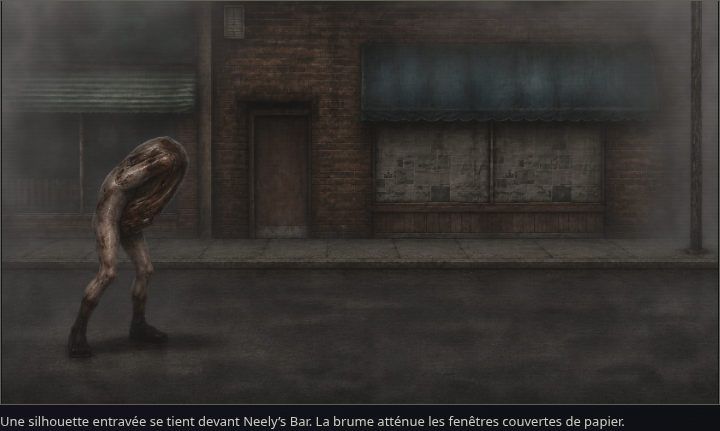 Une silhouette entravée se tient devant Neely’s Bar. La brume atténue les fenêtres couvertes de papier.